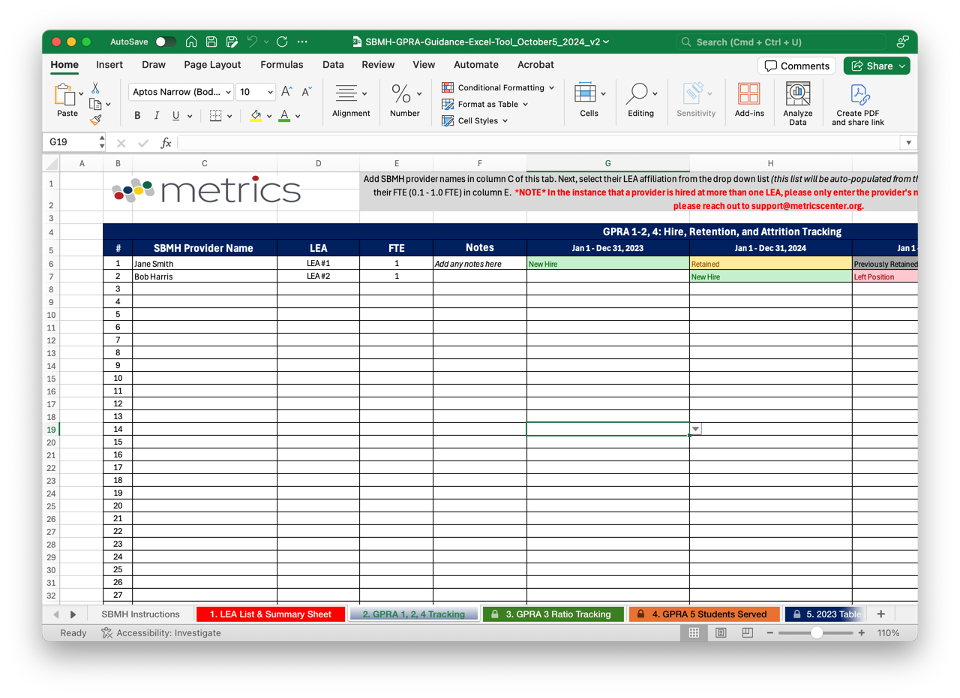 AutoSave
SBMH-GPRA-Guidance-Excel-Tool_October5_2024_v2
Search (Cmd + Ctrl + U)
Home Insert Draw Page Layout Formulas Data Review View Automate Acrobat Comments Share
Paste
Aptos Narrow (Bod... 10 A^ A˅
B I U A
Alignment
%
Number
Conditional Formatting
Format as Table
Cell Styles
Cells
Editing
Sensitivity
Add-ins
Analyze Data
Create PDF and share link
G19 fx
A B C D E F G H
1
metrics
Add SBMH provider names in column C of this tab. Next, select their LEA affiliation from the drop down list (this will be auto-populated from th
2
their FTE (0.1 - 1.0 FTE) in column E. *NOTE* In the instance that a provider is hired at more than one LEA, please only enter the provider's n
please reach out to support@metricscenter.org.
3
4 GPRA 1-2, 4: Hire, Retention, and Attrition Tracking
5 # SBMH Provider Name LEA FTE Notes Jan 1 - Dec 31, 2023 Jan 1 - Dec 31, 2024 Jan 1
6 1 Jane Smith LEA #1 1 Add any notes here New Hire Retained Previously Retained
7 2 Bob Harris LEA #2 1 New Hire Left Position
8 3
9 4
10 5
11 6
12 7
13 8
14 9
15 10
16 11
17 12
18 13
19 14
20 15
21 16
22 17
23 18
24 19
25 20
26 21
27 22
28 23
29 24
30 25
31 26
32 27
SBMH Instructions 1. LEA List & Summary Sheet 2. GPRA 1, 2, 4 Tracking 3. GPRA 3 Ratio Tracking 4. GPRA 5 Students Served 5. 2023 Table +
Ready Accessibility: Investigate − + 110%